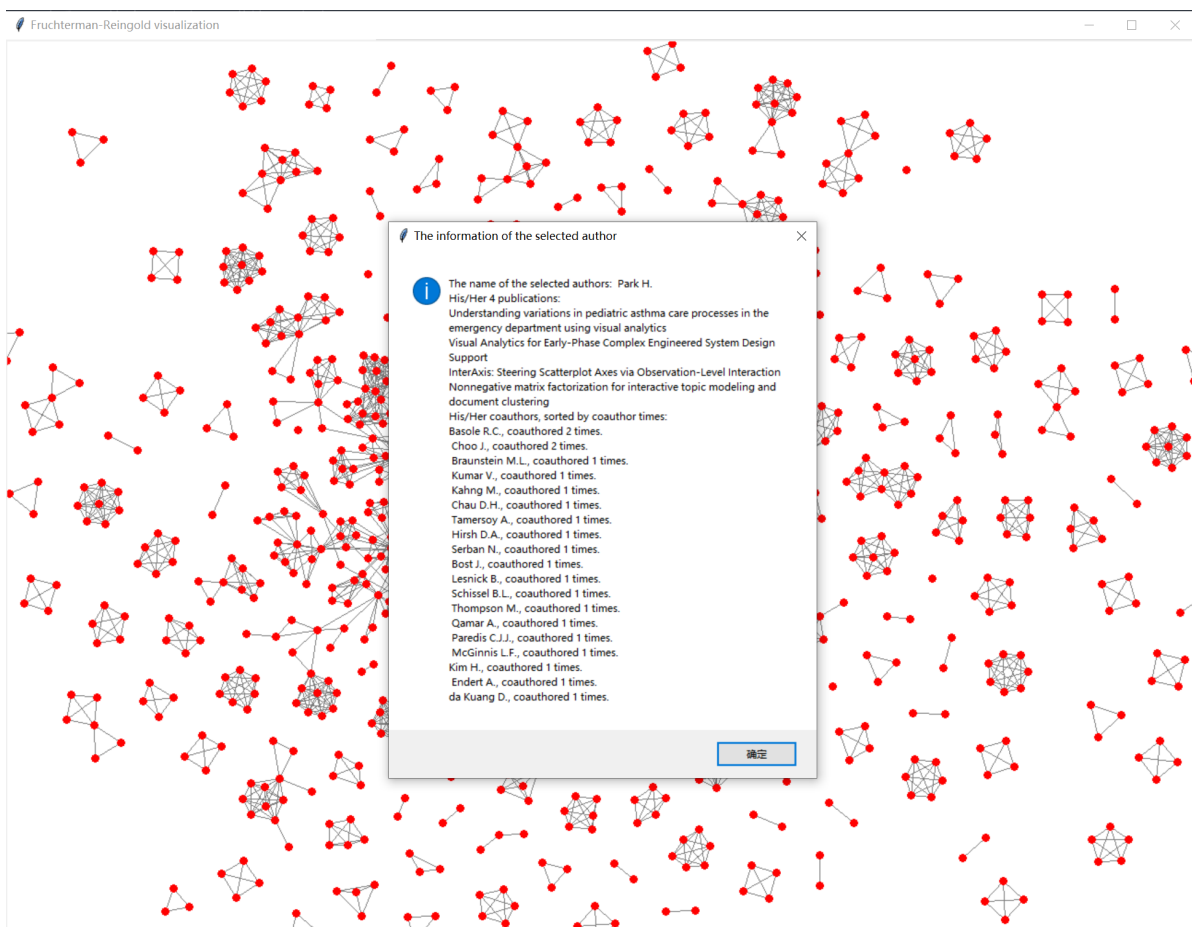 Fruchterman-Reingold visualization
The information of the selected author
The name of the selected authors:  Park H.
His/Her 4 publications:
Understanding variations in pediatric asthma care processes in the
emergency department using visual analytics
Visual Analytics for Early-Phase Complex Engineered System Design
Support
InterAxis: Steering Scatterplot Axes via Observation-Level Interaction
Nonnegative matrix factorization for interactive topic modeling and
document clustering
His/Her coauthors, sorted by coauthor times:
Basole R.C., coauthored 2 times.
Choo J., coauthored 2 times.
Braunstein M.L., coauthored 1 times.
Kumar V., coauthored 1 times.
Kahng M., coauthored 1 times.
Chau D.H., coauthored 1 times.
Tamersoy A., coauthored 1 times.
Hirsh D.A., coauthored 1 times.
Serban N., coauthored 1 times.
Bost J., coauthored 1 times.
Lesnick B., coauthored 1 times.
Schissel B.L., coauthored 1 times.
Thompson M., coauthored 1 times.
Qamar A., coauthored 1 times.
Paredis C.J.J., coauthored 1 times.
McGinnis L.F., coauthored 1 times.
Kim H., coauthored 1 times.
Endert A., coauthored 1 times.
da Kuang D., coauthored 1 times.
确定